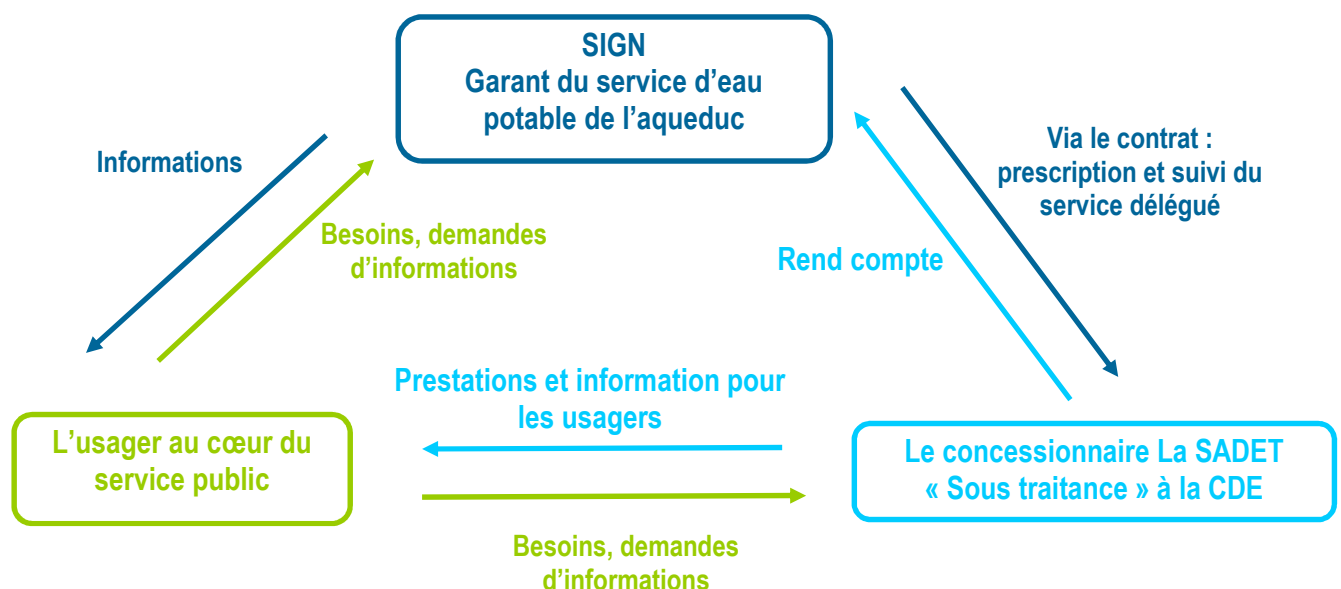 SIGN
Garant du service d’eau
potable de l’aqueduc
Informations
Via le contrat :
prescription et suivi du
service délégué
Besoins, demandes
d’informations
Rend compte
Prestations et information pour
les usagers
L’usager au cœur du
service public
Le concessionnaire La SADET
« Sous traitance » à la CDE
Besoins, demandes
d’informations